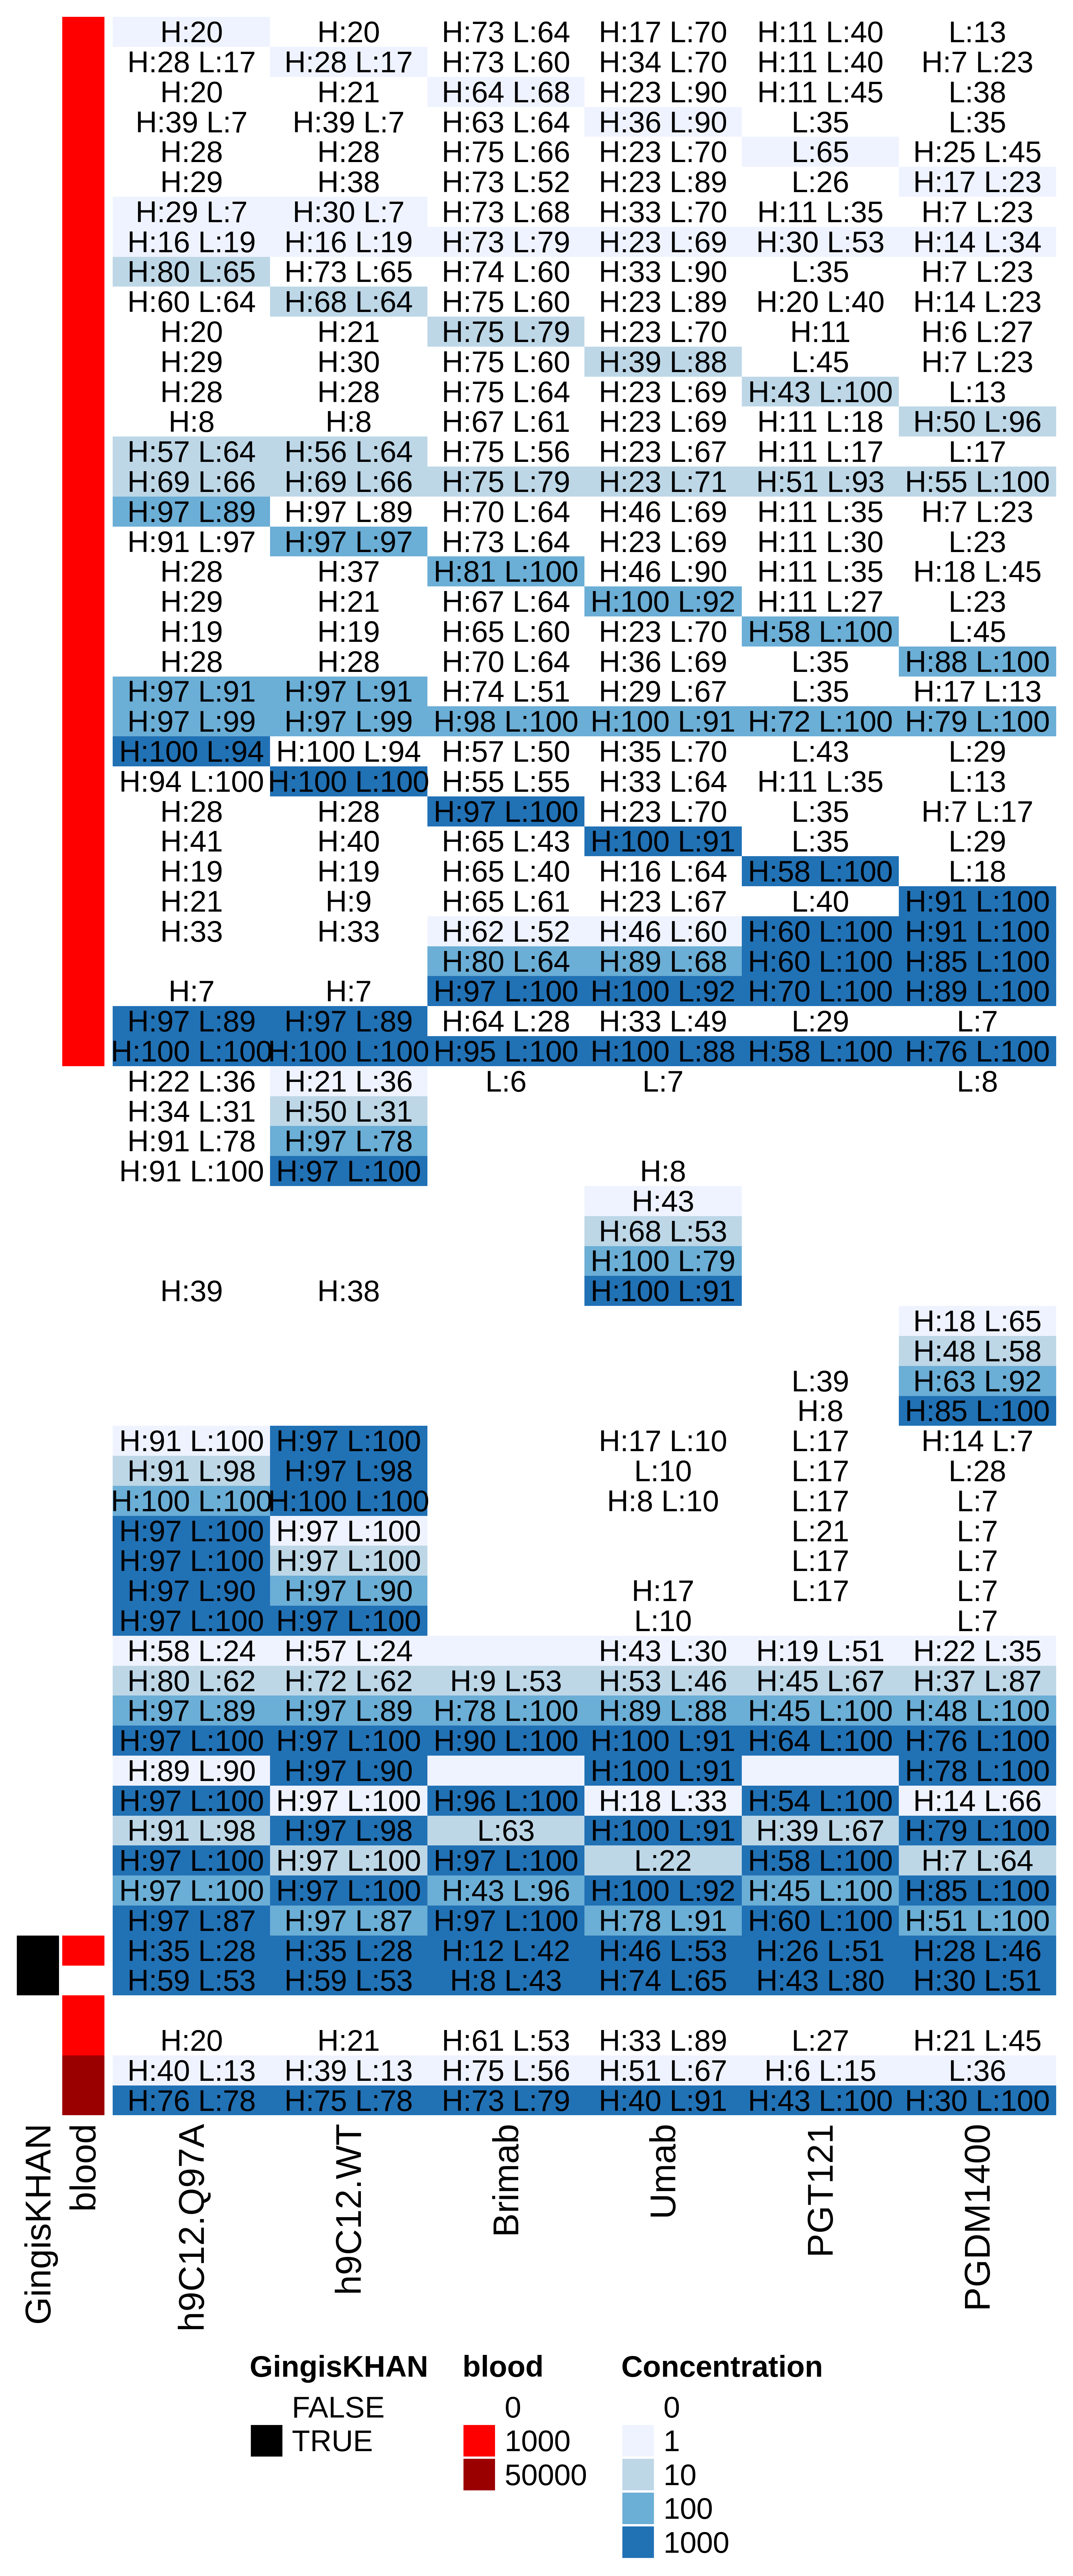 H:20 H:20 H:73 L:64 H:17 L:70 H:11 L:40 L:13
H:28 L:17 H:28 L:17 H:73 L:60 H:34 L:70 H:11 L:40 H:7 L:23
H:20 H:21 H:64 L:68 H:23 L:90 H:11 L:45 L:38
H:39 L:7 H:39 L:7 H:63 L:64 H:36 L:90 L:35 L:35
H:28 H:28 H:75 L:66 H:23 L:70 L:65 H:25 L:45
H:29 H:38 H:73 L:52 H:23 L:89 L:26 H:17 L:23
H:29 L:7 H:30 L:7 H:73 L:68 H:33 L:70 H:11 L:35 H:7 L:23
H:16 L:19 H:16 L:19 H:73 L:79 H:23 L:69 H:30 L:53 H:14 L:34
H:80 L:65 H:73 L:65 H:74 L:60 H:33 L:90 L:35 H:7 L:23
H:60 L:64 H:68 L:64 H:75 L:60 H:23 L:89 H:20 L:40 H:14 L:23
H:20 H:21 H:75 L:79 H:23 L:70 H:11 H:6 L:27
H:29 H:30 H:75 L:60 H:39 L:88 L:45 H:7 L:23
H:28 H:28 H:75 L:64 H:23 L:69 H:43 L:100 L:13
H:8 H:8 H:67 L:61 H:23 L:69 H:11 L:18 H:50 L:96
H:57 L:64 H:56 L:64 H:75 L:56 H:23 L:67 H:11 L:17 L:17
H:69 L:66 H:69 L:66 H:75 L:79 H:23 L:71 H:51 L:93 H:55 L:100
H:97 L:89 H:97 L:89 H:70 L:64 H:46 L:69 H:11 L:35 H:7 L:23
H:91 L:97 H:97 L:97 H:73 L:64 H:23 L:69 H:11 L:30 L:23
H:28 H:37 H:81 L:100 H:46 L:90 H:11 L:35 H:18 L:45
H:29 H:21 H:67 L:64 H:100 L:92 H:11 L:27 L:23
H:19 H:19 H:65 L:60 H:23 L:70 H:58 L:100 L:45
H:28 H:28 H:70 L:64 H:36 L:69 L:35 H:88 L:100
H:97 L:91 H:97 L:91 H:74 L:51 H:29 L:67 L:35 H:17 L:13
H:97 L:99 H:97 L:99 H:98 L:100 H:100 L:91 H:72 L:100 H:79 L:100
H:100 L:94 H:100 L:94 H:57 L:50 H:35 L:70 L:43 L:29
H:94 L:100 H:100 L:100 H:55 L:55 H:33 L:64 H:11 L:35 L:13
H:28 H:28 H:97 L:100 H:23 L:70 L:35 H:7 L:17
H:41 H:40 H:65 L:43 H:100 L:91 L:35 L:29
H:19 H:19 H:65 L:40 H:16 L:64 H:58 L:100 L:18
H:21 H:9 H:65 L:61 H:23 L:67 L:40 H:91 L:100
H:33 H:33 H:62 L:52 H:46 L:60 H:60 L:100 H:91 L:100
H:80 L:64 H:89 L:68 H:60 L:100 H:85 L:100
H:7 H:7 H:97 L:100 H:100 L:92 H:70 L:100 H:89 L:100
H:97 L:89 H:97 L:89 H:64 L:28 H:33 L:49 L:29 L:7
H:100 L:100 H:100 L:100 H:95 L:100 H:100 L:88 H:58 L:100 H:76 L:100
H:22 L:36 H:21 L:36 L:6 L:7 L:8
H:34 L:31 H:50 L:31
H:91 L:78 H:97 L:78
H:91 L:100 H:97 L:100 H:8
H:43
H:68 L:53
H:100 L:79
H:39 H:38 H:100 L:91
H:18 L:65
H:48 L:58
L:39 H:63 L:92
H:8 H:85 L:100
H:91 L:100 H:97 L:100 H:17 L:10 L:17 H:14 L:7
H:91 L:98 H:97 L:98 L:10 L:17 L:28
H:100 L:100 H:100 L:100 H:8 L:10 L:17 L:7
H:97 L:100 H:97 L:100 L:21 L:7
H:97 L:100 H:97 L:100 L:17 L:7
H:97 L:90 H:97 L:90 H:17 L:17 L:7
H:97 L:100 H:97 L:100 L:10 L:7
H:58 L:24 H:57 L:24 H:43 L:30 H:19 L:51 H:22 L:35
H:80 L:62 H:72 L:62 H:9 L:53 H:53 L:46 H:45 L:67 H:37 L:87
H:97 L:89 H:97 L:89 H:78 L:100 H:89 L:88 H:45 L:100 H:48 L:100
H:97 L:100 H:97 L:100 H:90 L:100 H:100 L:91 H:64 L:100 H:76 L:100
H:89 L:90 H:97 L:90 H:100 L:91 H:78 L:100
H:97 L:100 H:97 L:100 H:96 L:100 H:18 L:33 H:54 L:100 H:14 L:66
H:91 L:98 H:97 L:98 L:63 H:100 L:91 H:39 L:67 H:79 L:100
H:97 L:100 H:97 L:100 H:97 L:100 L:22 H:58 L:100 H:7 L:64
H:97 L:100 H:97 L:100 H:43 L:96 H:100 L:92 H:45 L:100 H:85 L:100
H:97 L:87 H:97 L:87 H:97 L:100 H:78 L:91 H:60 L:100 H:51 L:100
H:35 L:28 H:35 L:28 H:12 L:42 H:46 L:53 H:26 L:51 H:28 L:46
H:59 L:53 H:59 L:53 H:8 L:43 H:74 L:65 H:43 L:80 H:30 L:51
H:20 H:21 H:61 L:53 H:33 L:89 L:27 H:21 L:45
H:40 L:13 H:39 L:13 H:75 L:56 H:51 L:67 H:6 L:15 L:36
H:76 L:78 H:75 L:78 H:73 L:79 H:40 L:91 H:43 L:100 H:30 L:100
GingisKHAN blood h9C12.Q97A h9C12.WT Brimab Umab PGT121 PGDM1400
GingisKHAN blood Concentration
FALSE 0 0
TRUE 1000 1
50000 10
100
1000